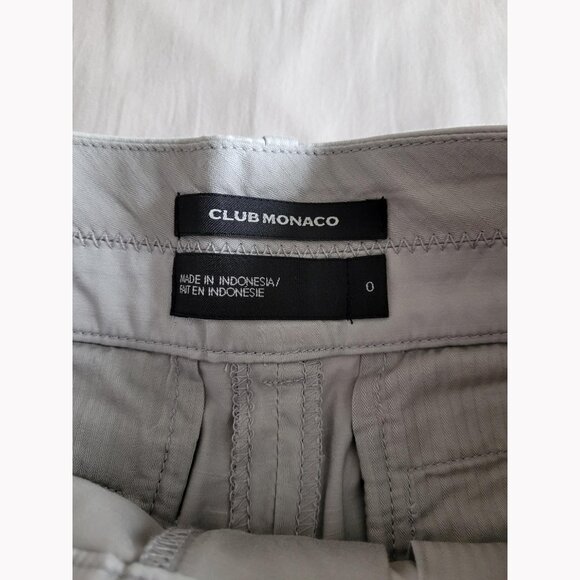 CLUB MONACO
MADE IN INDONESIA/
FAIT EN INDONESIE
0